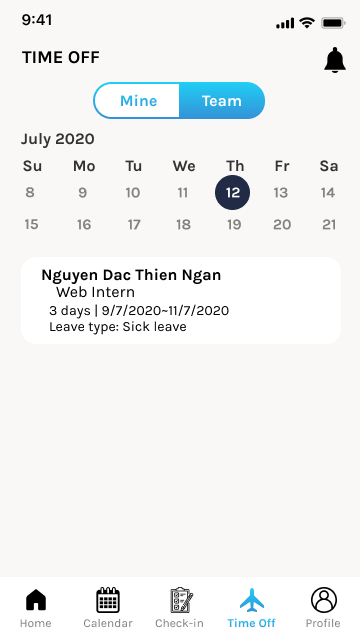 9:41
TIME OFF
Mine Team
July 2020
Su Mo Tu We Th Fr Sa
8 9 10 11 12 13 14
15 16 17 18 19 20 21
Nguyen Dac Thien Ngan
Web Intern
3 days | 9/7/2020~11/7/2020
Leave type: Sick leave
Home Calendar Check-in Time Off Profile